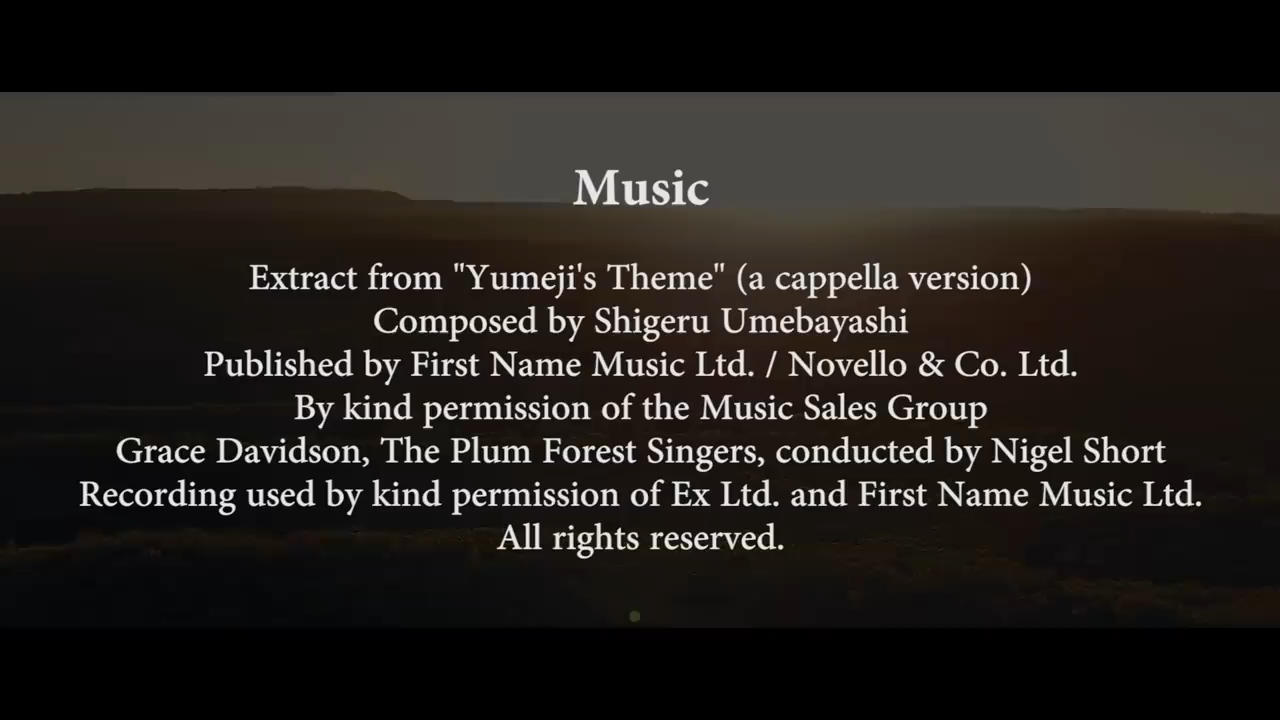 Music
Extract from "Yumeji's Theme" (a cappella version)
Composed by Shigeru Umebayashi
Published by First Name Music Ltd. / Novello & Co. Ltd.
By kind permission of the Music Sales Group
Grace Davidson, The Plum Forest Singers, conducted by Nigel Short
Recording used by kind permission of Ex Ltd. and First Name Music Ltd.
All rights reserved.